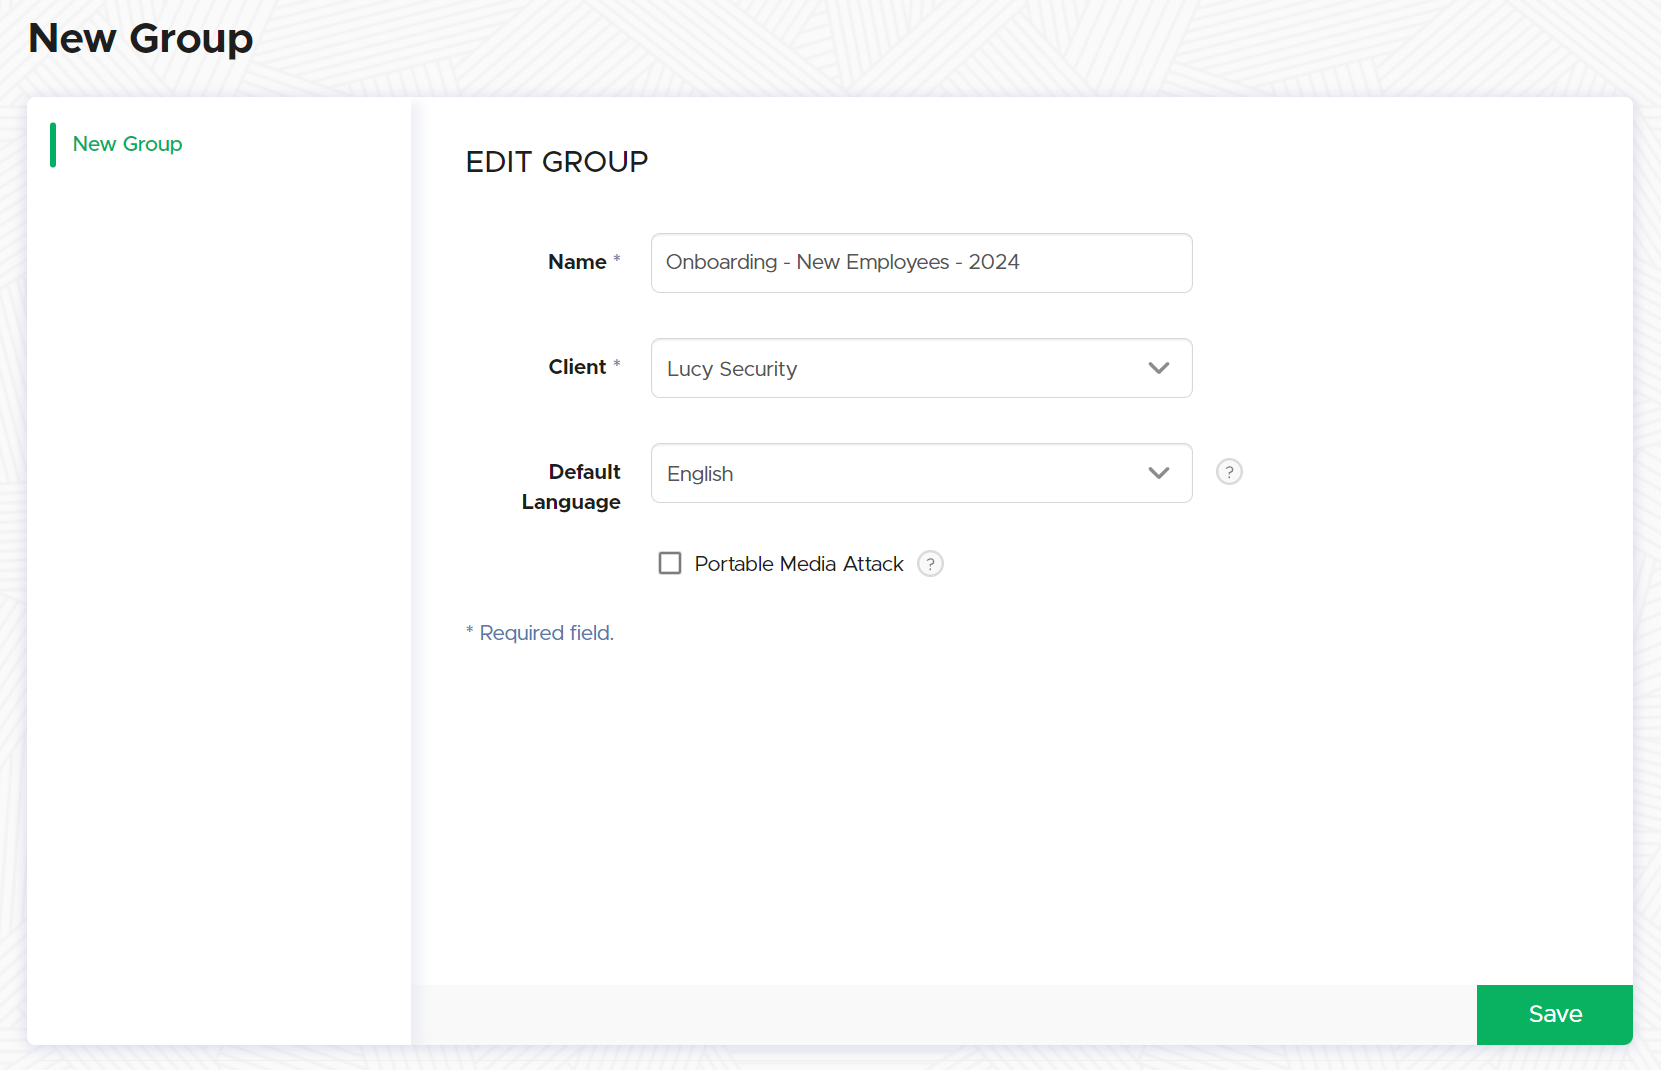 New Group
New Group
EDIT GROUP
Name *
Onboarding - New Employees - 2024
Client *
Lucy Security
Default
Language
English
?
Portable Media Attack ?
* Required field.
Save